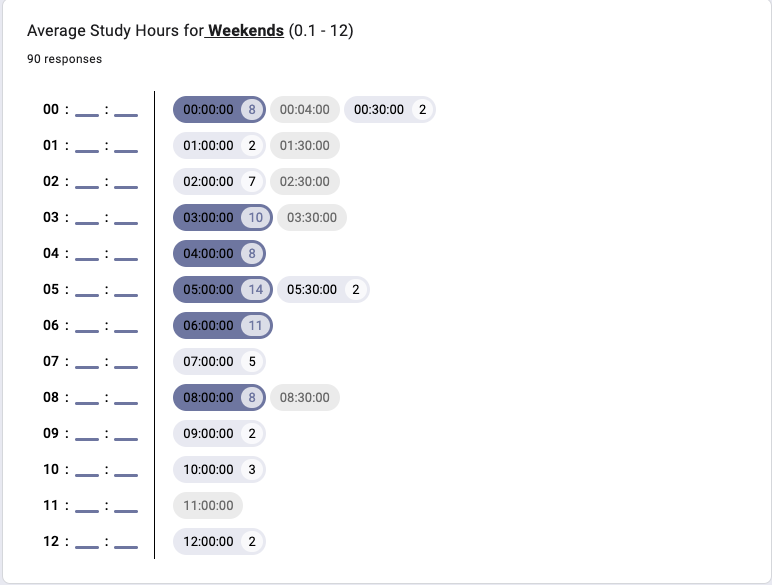 Average Study Hours for Weekends (0.1 - 12)
90 responses
00 : __ : __ 00:00:00 8 00:04:00 00:30:00 2
01 : __ : __ 01:00:00 2 01:30:00
02 : __ : __ 02:00:00 7 02:30:00
03 : __ : __ 03:00:00 10 03:30:00
04 : __ : __ 04:00:00 8
05 : __ : __ 05:00:00 14 05:30:00 2
06 : __ : __ 06:00:00 11
07 : __ : __ 07:00:00 5
08 : __ : __ 08:00:00 8 08:30:00
09 : __ : __ 09:00:00 2
10 : __ : __ 10:00:00 3
11 : __ : __ 11:00:00
12 : __ : __ 12:00:00 2